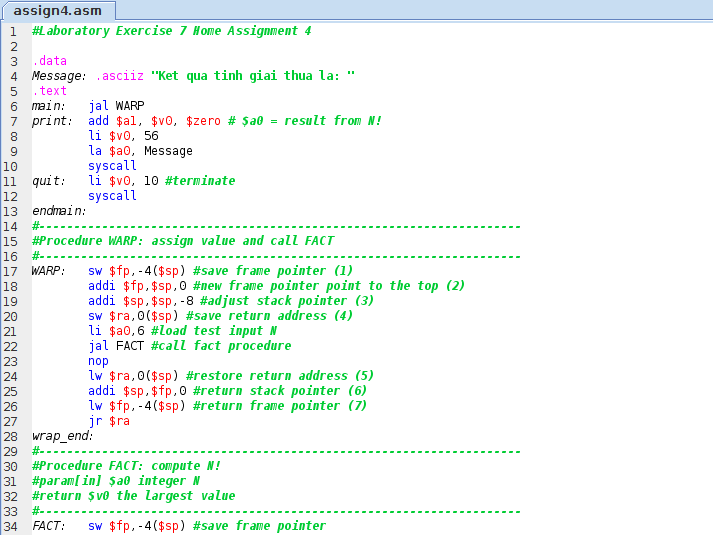 assign4.asm
1 #Laboratory Exercise 7 Home Assignment 4
2
3 .data
4 Message: .asciiz "Ket qua tinh giai thua la: "
5 .text
6 main: jal WARP
7 print: add $a1, $v0, $zero # $a0 = result from N!
8 li $v0, 56
9 la $a0, Message
10 syscall
11 quit: li $v0, 10 #terminate
12 syscall
13 endmain:
14 #---------------------------------------------------------------------
15 #Procedure WARP: assign value and call FACT
16 #---------------------------------------------------------------------
17 WARP: sw $fp,-4($sp) #save frame pointer (1)
18 addi $fp,$sp,0 #new frame pointer point to the top (2)
19 addi $sp,$sp,-8 #adjust stack pointer (3)
20 sw $ra,0($sp) #save return address (4)
21 li $a0,6 #load test input N
22 jal FACT #call fact procedure
23 nop
24 lw $ra,0($sp) #restore return address (5)
25 addi $sp,$fp,0 #return stack pointer (6)
26 lw $fp,-4($sp) #return frame pointer (7)
27 jr $ra
28 wrap_end:
29 #---------------------------------------------------------------------
30 #Procedure FACT: compute N!
31 #param[in] $a0 integer N
32 #return $v0 the largest value
33 #---------------------------------------------------------------------
34 FACT: sw $fp,-4($sp) #save frame pointer